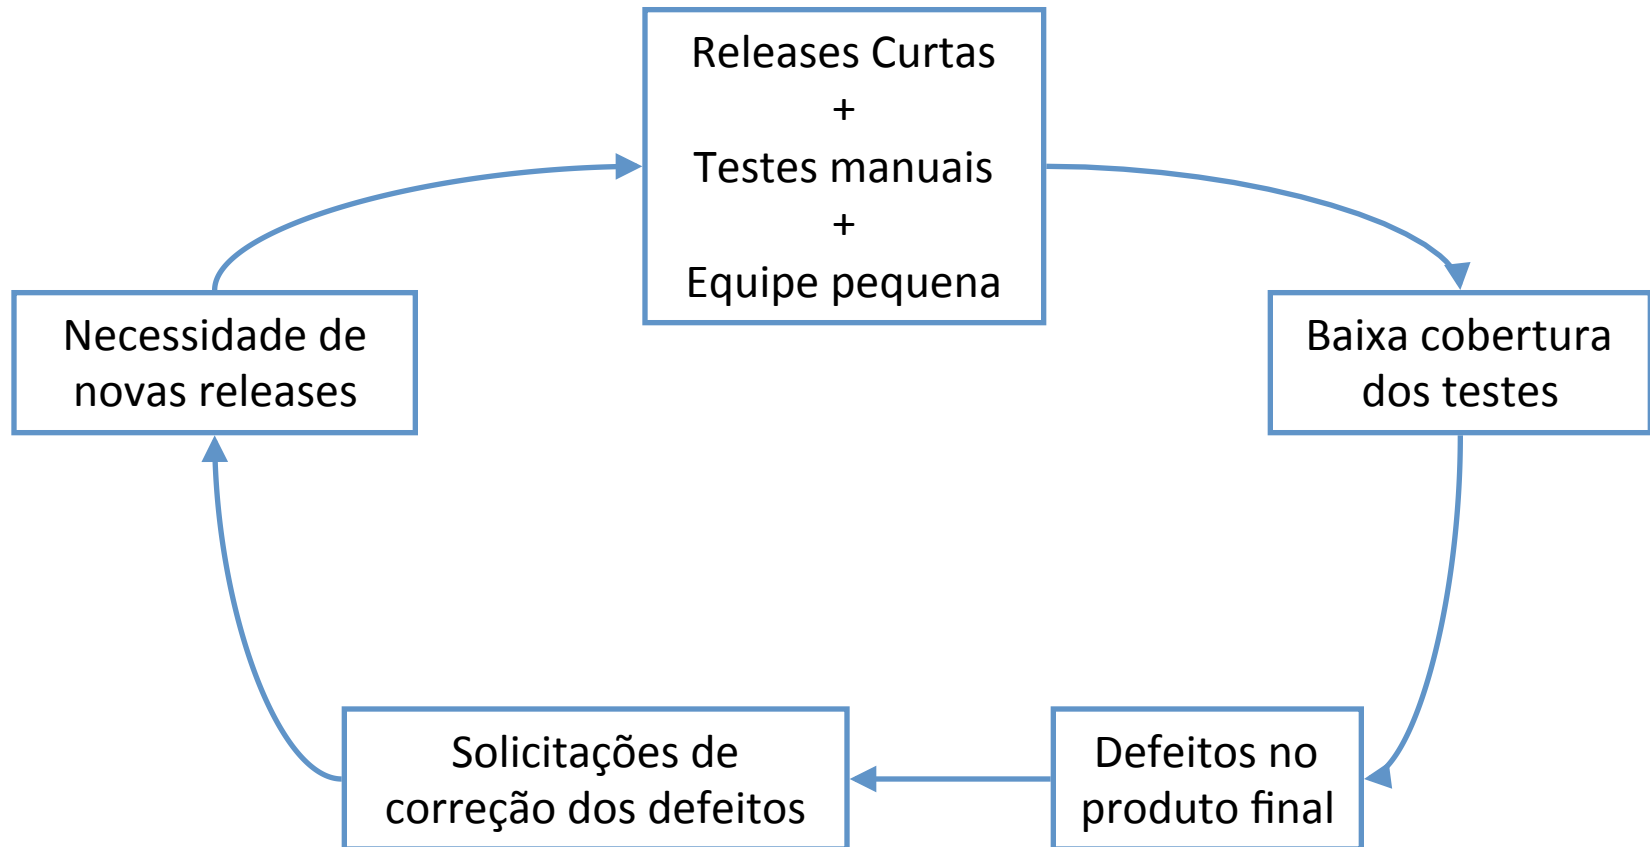 Releases Curtas
+
Testes manuais
+
Equipe pequena
Necessidade de
novas releases
Baixa cobertura
dos testes
Solicitações de
correção dos defeitos
Defeitos no
produto final